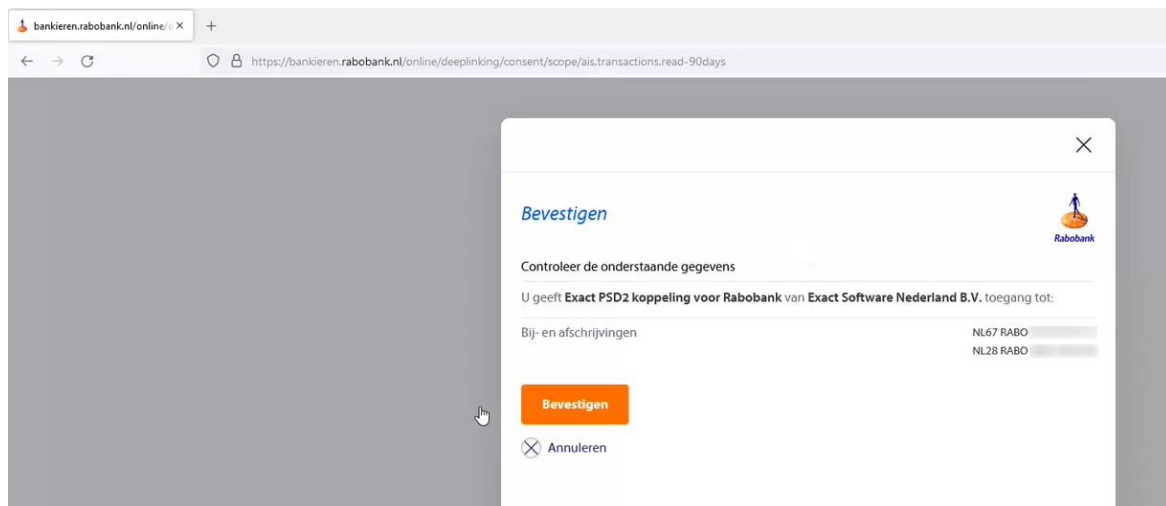 bankieren.rabobank.nl/online/
https://bankieren.rabobank.nl/online/deeplinking/consent/scope/ais.transactions.read-90days
Bevestigen
Rabobank
Controleer de onderstaande gegevens
U geeft Exact PSD2 koppeling voor Rabobank van Exact Software Nederland B.V. toegang tot:
Bij- en afschrijvingen NL67 RABO
NL28 RABO
Bevestigen
Annuleren